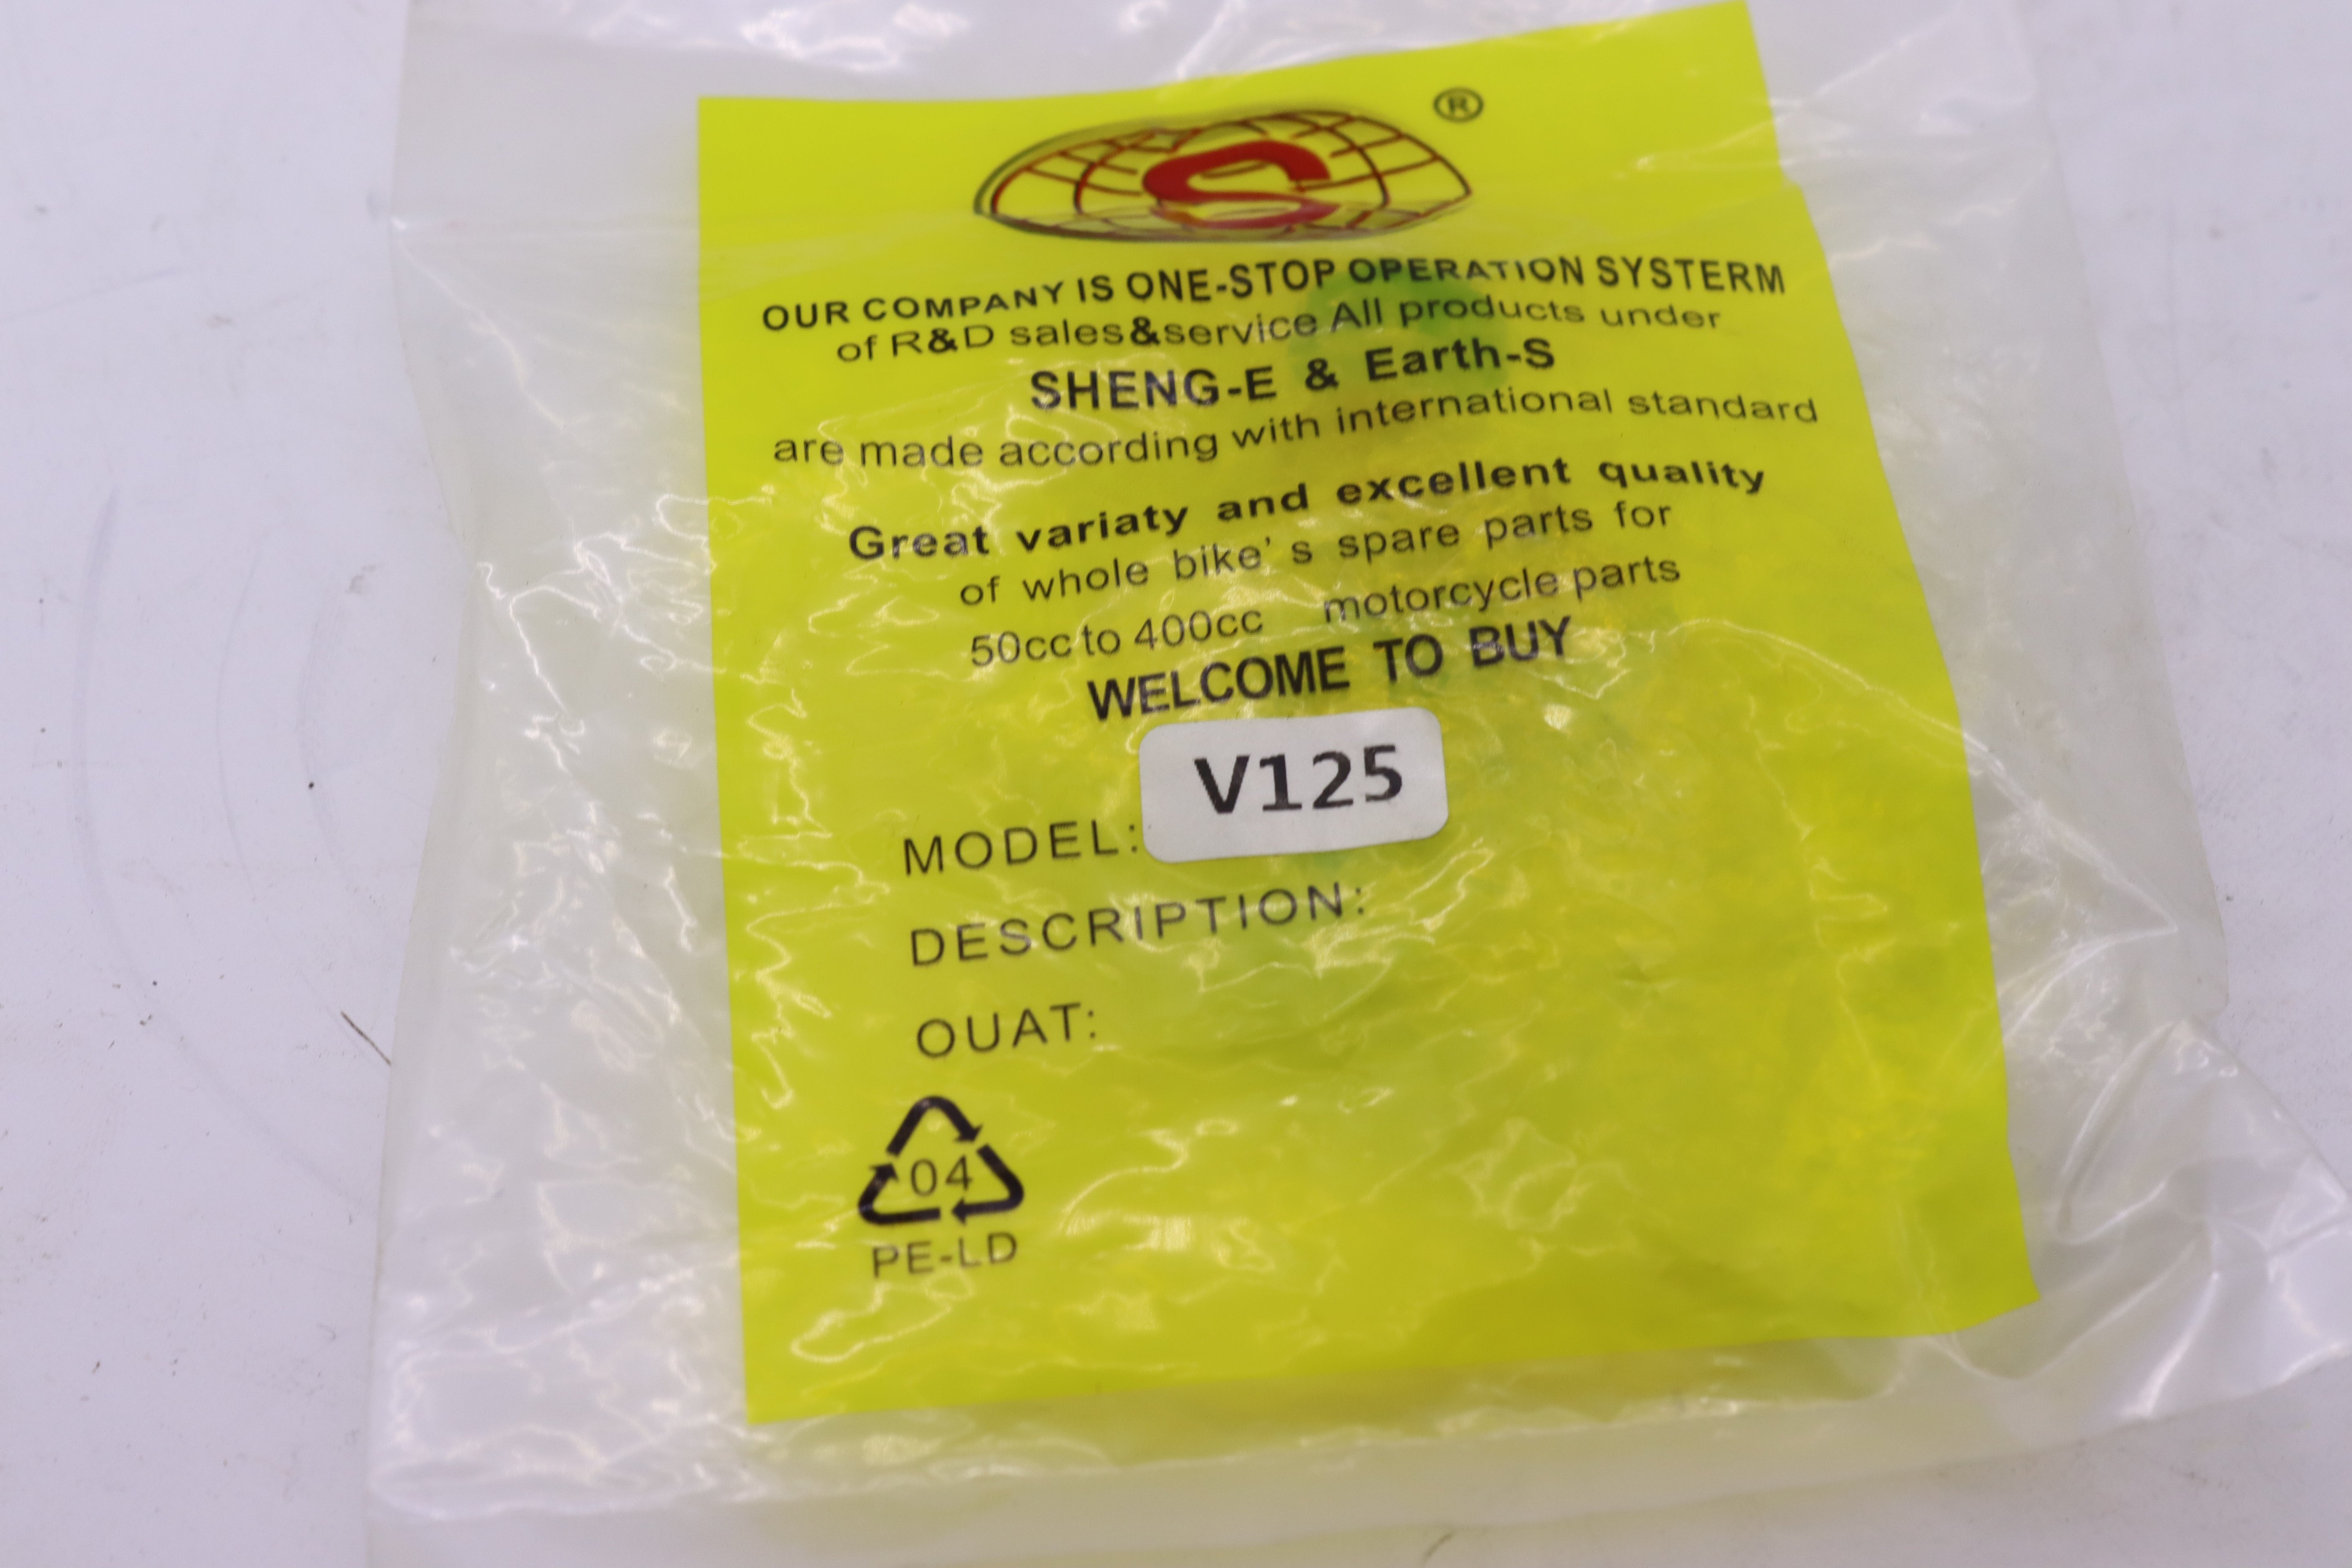 S ®
OUR COMPANY IS ONE-STOP OPERATION SYSTERM
of R&D sales&service All products under
SHENG-E & Earth-S
are made according with international standard
Great variaty and excellent quality
of whole bike's spare parts for
50cc to 400cc motorcycle parts
WELCOME TO BUY
MODEL: V125
DESCRIPTION:
OUAT:
04
PE-LD